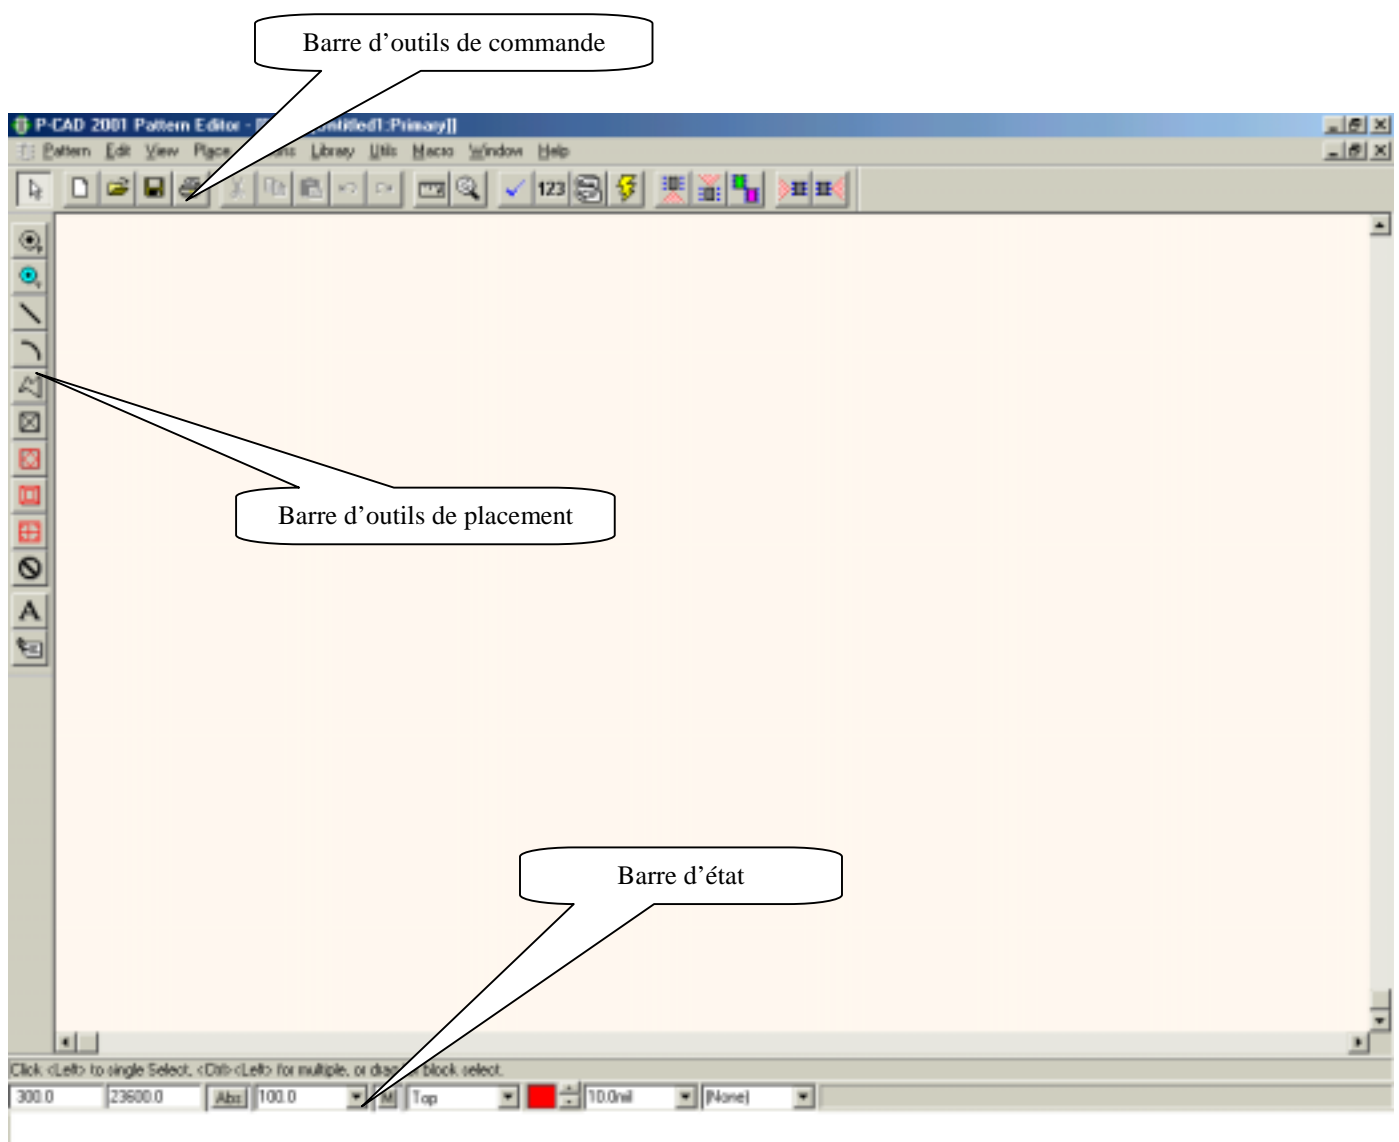 Barre d’outils de commande
P-CAD 2001 Pattern Editor - [ Untitled1:Primary]]
Pattern Edit View Place Library Utils Macro Window Help
123
Barre d’outils de placement
A
Barre d’état
Click <Left> to single Select, <Ctrl><Left> for multiple, or drag block select.
300.0 23600.0 Abs 100.0 M Top 10.0mil (None)